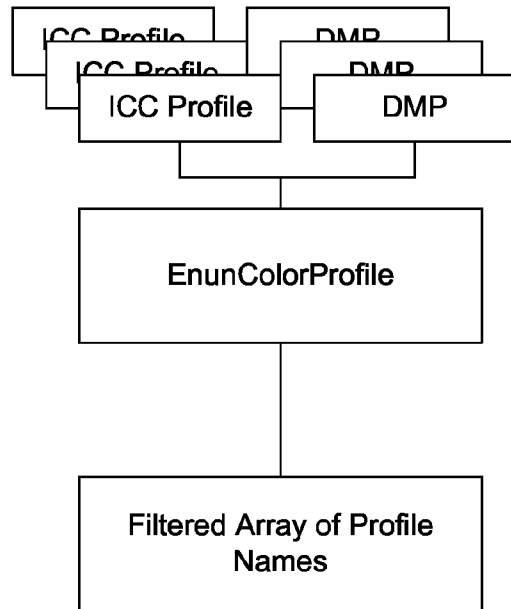 ICC Profile DMP
ICC Profile DMP
ICC Profile DMP
EnunColorProfile
Filtered Array of Profile
Names